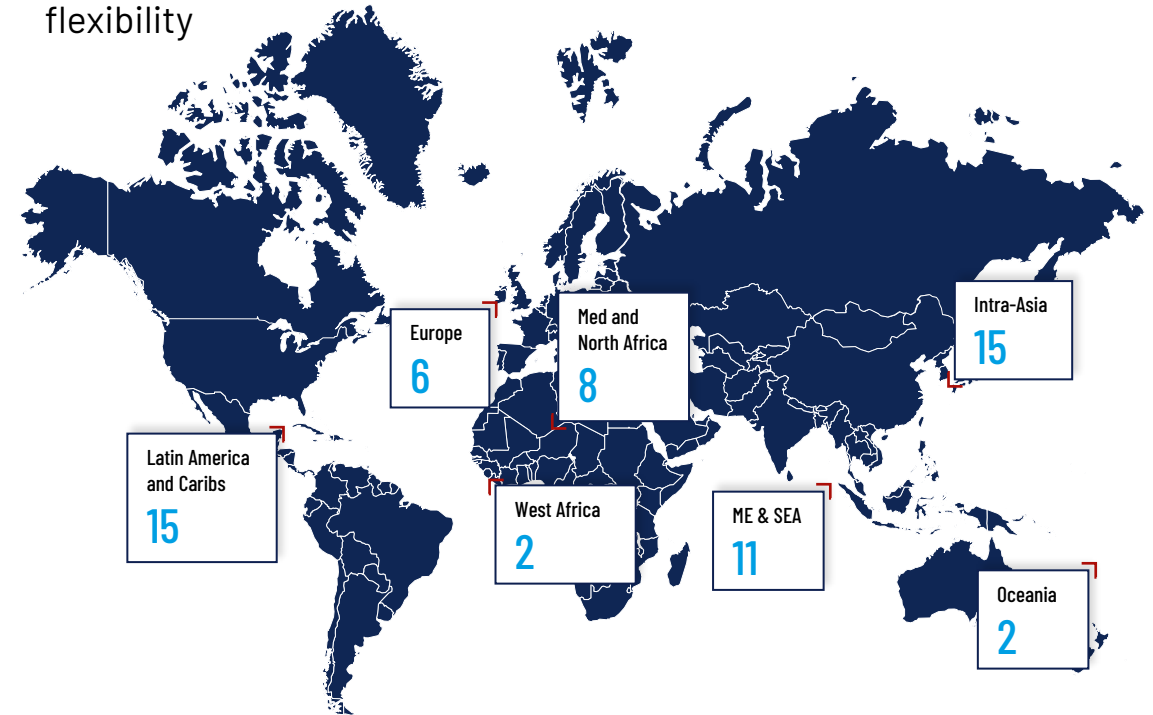 flexibility
Europe
6
Med and
North Africa
8
Intra-Asia
15
Latin America
and Caribs
15
West Africa
2
ME & SEA
11
Oceania
2